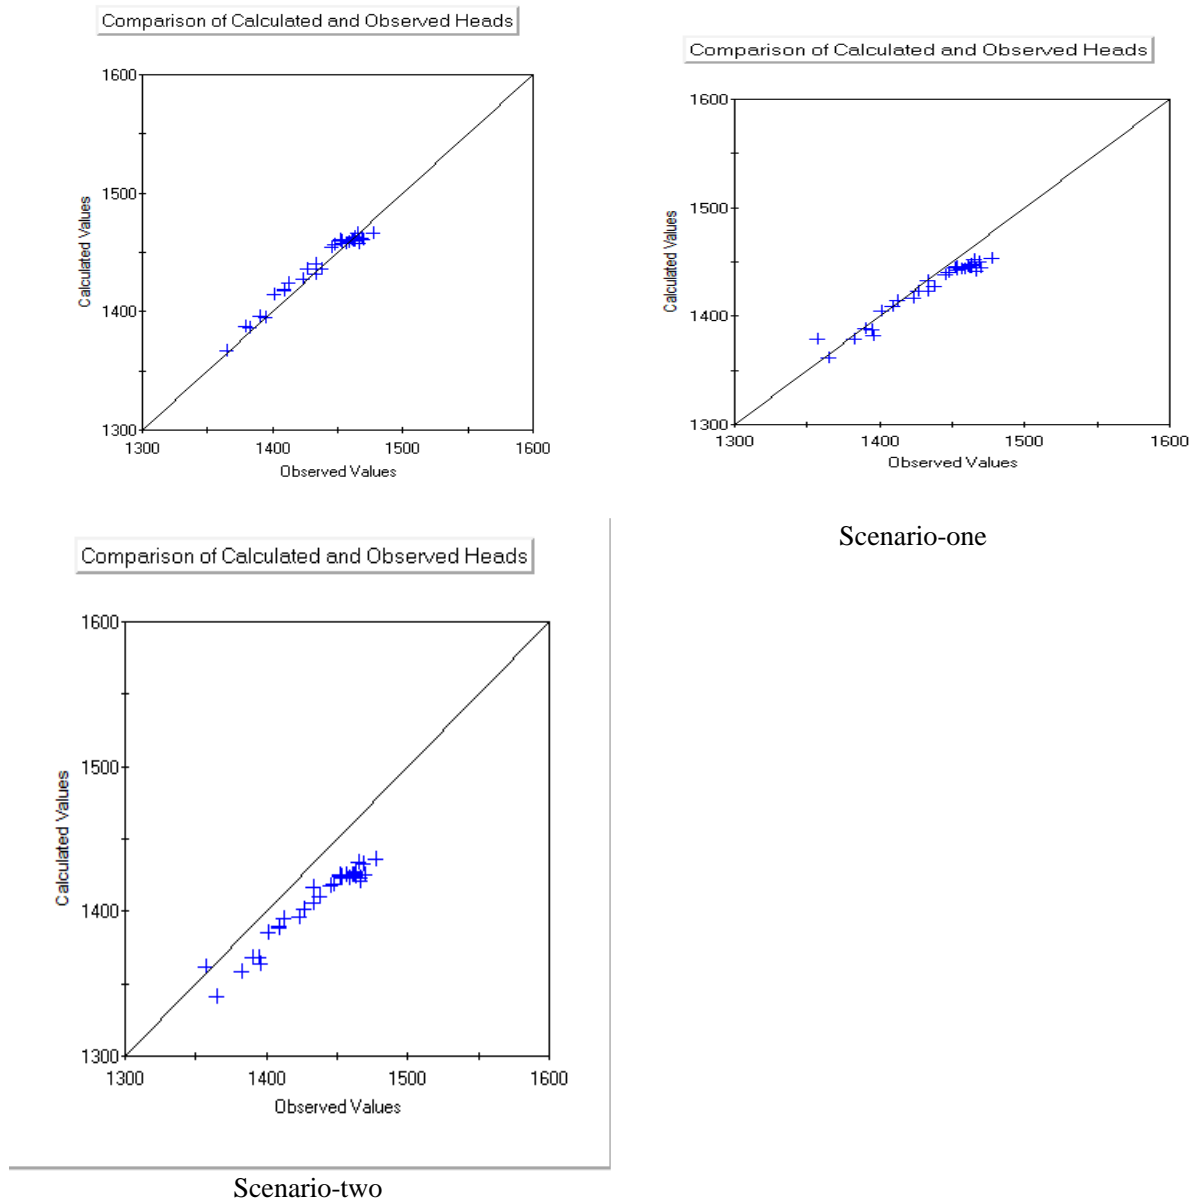 Comparison of Calculated and Observed Heads
1600
1500
1400
1300
Calculated Values
1300 1400 1500 1600
Observed Values
Comparison of Calculated and Observed Heads
1600
1500
1400
1300
Calculated Values
1300 1400 1500 1600
Observed Values
Scenario-one
Comparison of Calculated and Observed Heads
1600
1500
1400
1300
Calculated Values
1300 1400 1500 1600
Observed Values
Scenario-two